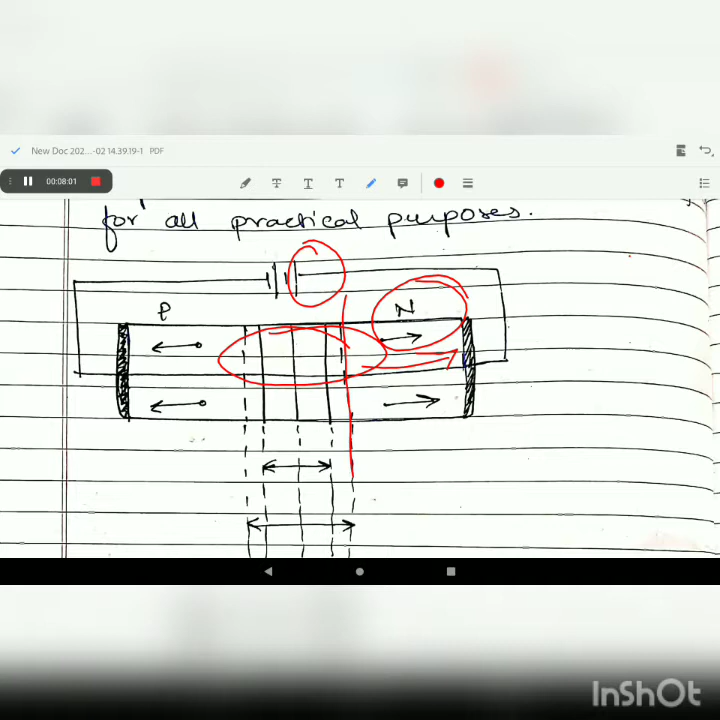 New Doc 202...-02 14.39.19-1 PDF
00:08:01
T T T
for all practical purposes.
P N
InShOt